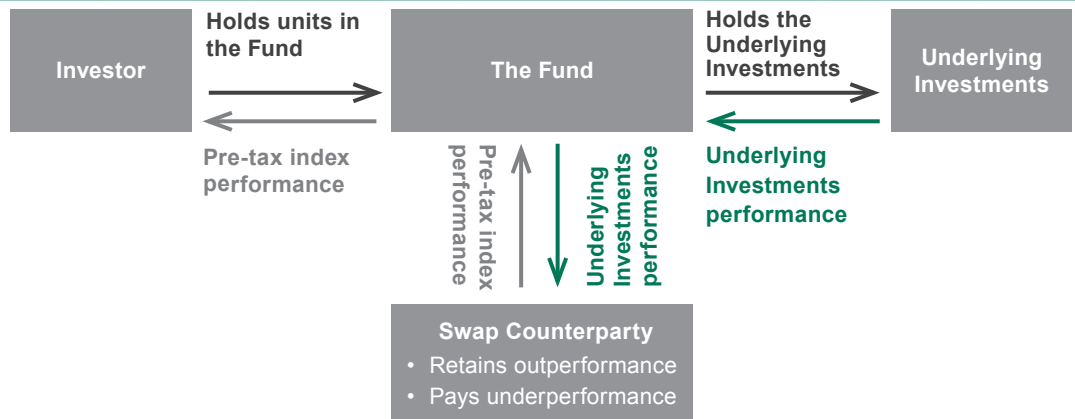 Investor
Holds units in
the Fund
Pre-tax index
performance
The Fund
Holds the
Underlying
Investments
Underlying
Investments
performance
Underlying
Investments
Pre-tax index
performance
Underlying
Investments
performance
Swap Counterparty
• Retains outperformance
• Pays underperformance